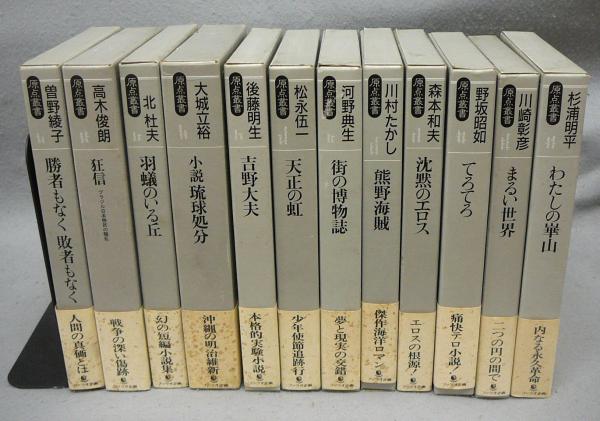 原点叢書
曽野綾子
勝者もなく敗者もなく
人間の真価とは
原点叢書
高木俊朗
狂信
ブラジル日本移民の騒乱
戦争の深い傷跡
原点叢書
北杜夫
羽蟻のいる丘
幻の短編小説集
大城立裕
小説 琉球処分
沖縄の明治維新
原点叢書
後藤明生
吉野大夫
本格的実験小説
原点叢書
松永伍一
天正の虹
少年使節追跡行
原点叢書
河野典生
街の博物誌
夢と現実の交錯
原点叢書
川村たかし
熊野海賊
傑作海洋ロマン
原点叢書
森本和夫
沈黙のエロス
エロスの根源!
原点叢書
野坂昭如
てろてろ
痛快テロ小説!
原点叢書
川崎彰彦
まるい世界
二つの円の間で
原点叢書
杉浦明平
わたしの崋山
内なる永久革命